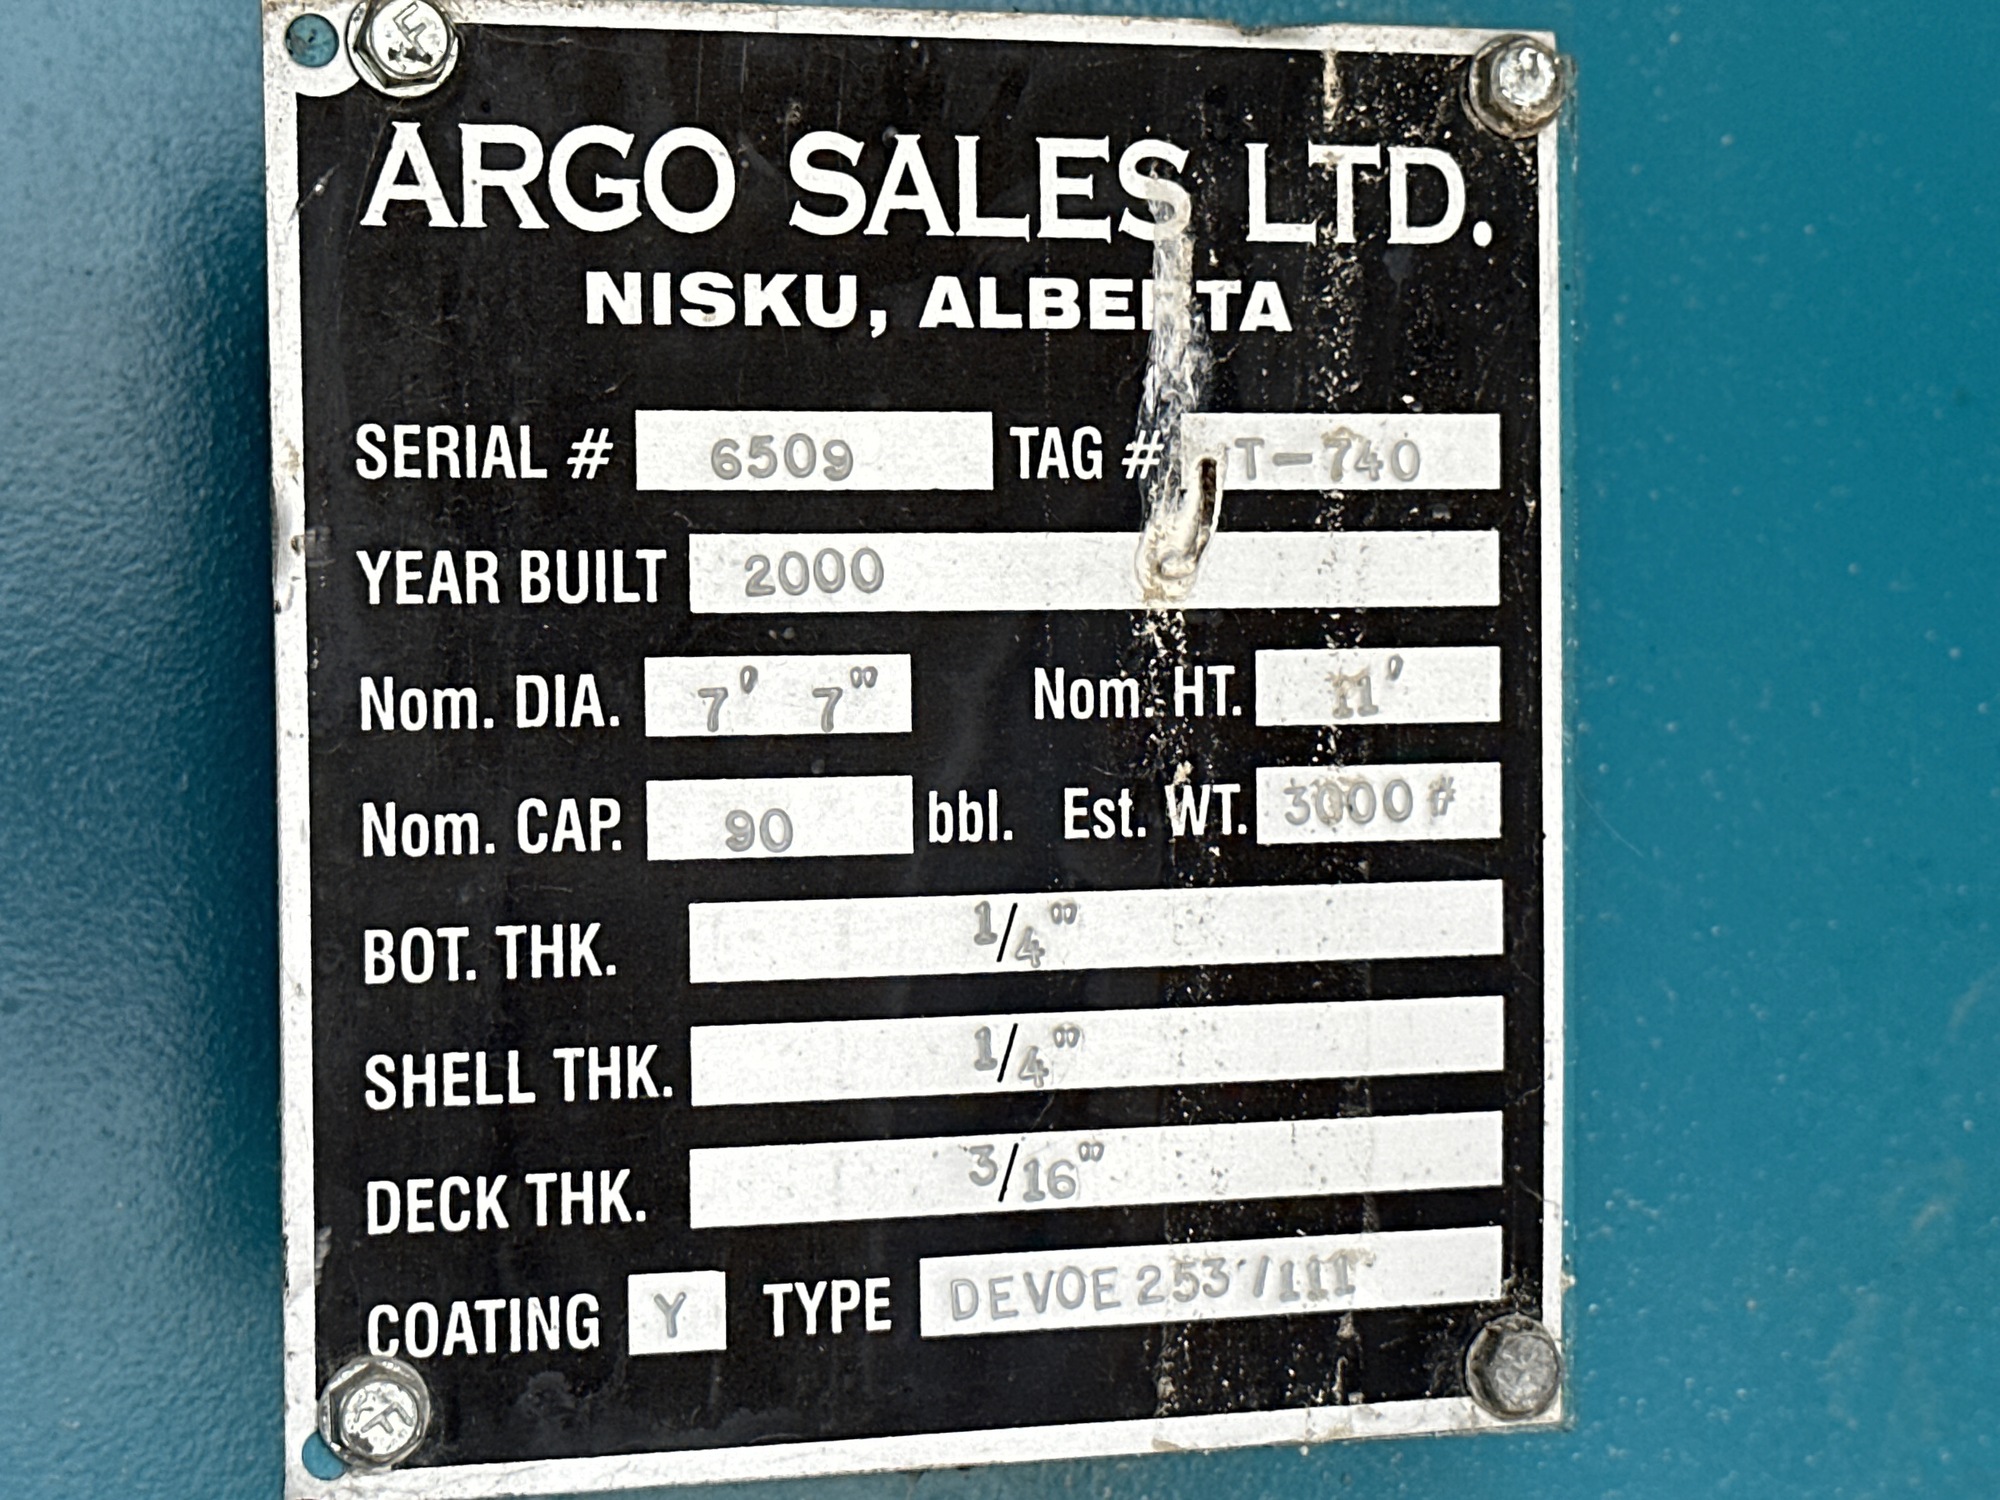 ARGO SALES LTD.
NISKU, ALBERTA
SERIAL # 6509 TAG # T-740
YEAR BUILT 2000
Nom. DIA. 7' 7" Nom. HT. 11'
Nom. CAP. 90 bbl. Est. WT. 3000#
BOT. THK. 1/4"
SHELL THK. 1/4"
DECK THK. 3/16"
COATING Y TYPE DEVOE 253/111